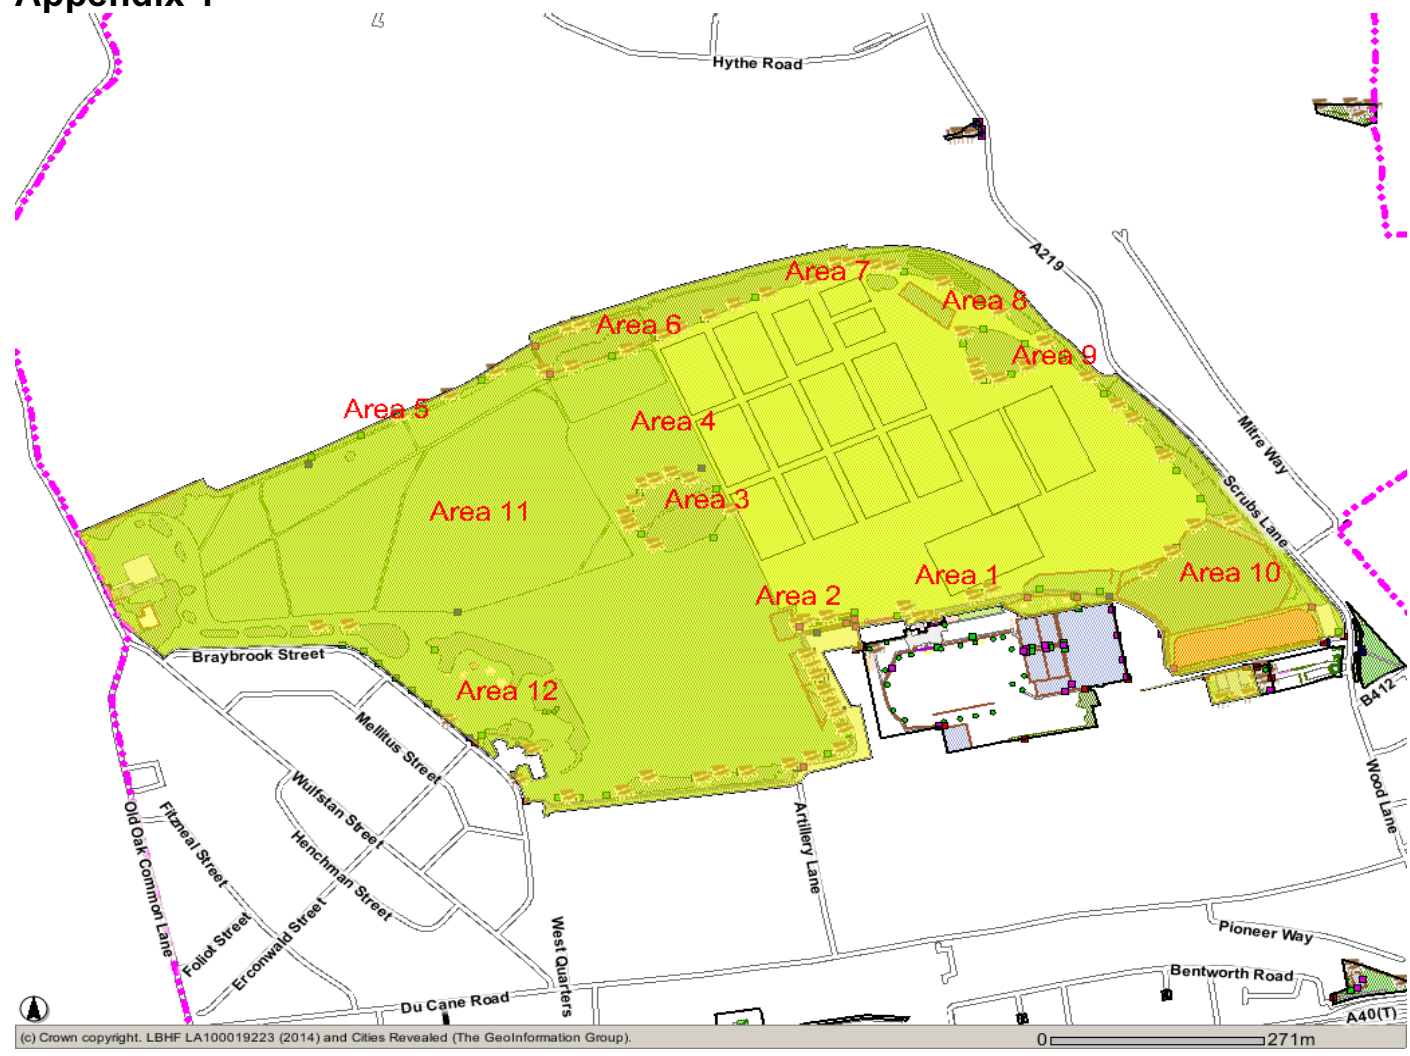 Appendix 1
Hythe Road
A219
Area 7
Area 8
Area 6
Area 9
Area 5
Area 4
Mitre Way
Area 3
Area 11
Scrubs Lane
Area 1
Area 10
Area 2
Braybrook Street
Area 12
B412
Mellitus Street
Wulfstan Street
Old Oak Common Lane
Fitzneal Street
Henchman Street
Artillery Lane
Wood Lane
Foliot Street
Erconwald Street
West Quarters
Pioneer Way
Bentworth Road
Du Cane Road
A40(T)
(c) Crown copyright. LBHF LA100019223 (2014) and Cities Revealed (The GeoInformation Group).
0 271m